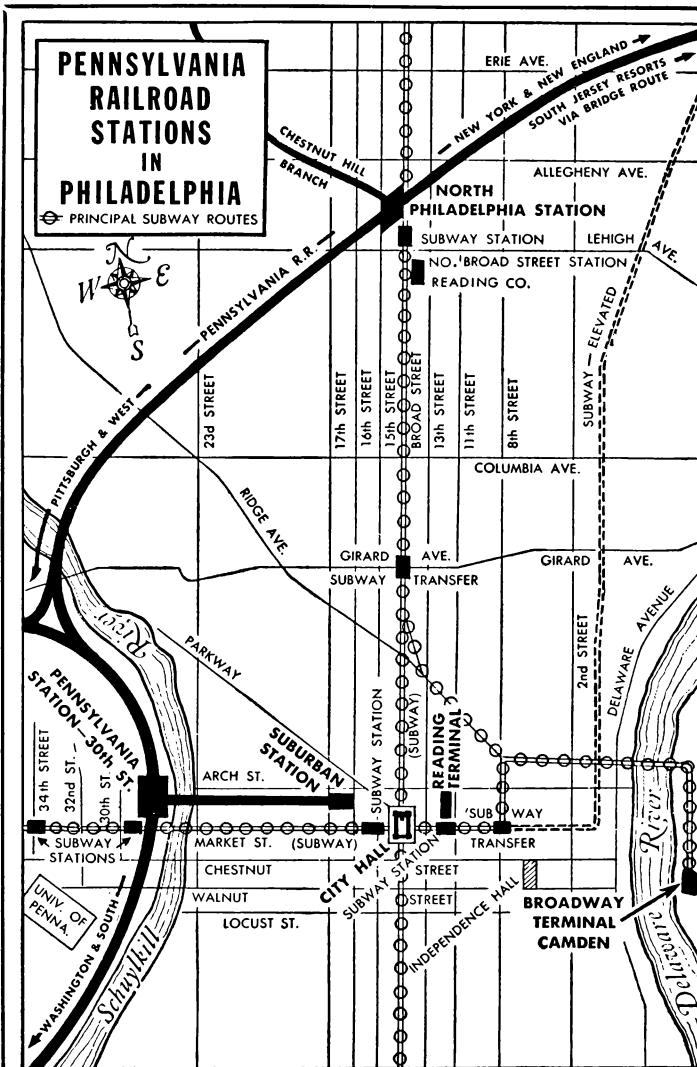 PENNSYLVANIA
RAILROAD
STATIONS
IN
PHILADELPHIA
PRINCIPAL SUBWAY ROUTES
ERIE AVE.
NEW YORK & NEW ENGLAND
SOUTH JERSEY RESORTS
VIA BRIDGE ROUTE
CHESTNUT HILL
BRANCH
ALLEGHENY AVE.
NORTH
PHILADELPHIA STATION
SUBWAY STATION
LEHIGH AVE.
NO. BROAD STREET STATION
READING CO.
N
W
E
S
PENNSYLVANIA R.R.
SUBWAY — ELEVATED
PITTSBURGH & WEST
23d STREET
17th STREET
16th STREET
15th STREET
BROAD STREET
13th STREET
11th STREET
8th STREET
COLUMBIA AVE.
RIDGE AVE.
GIRARD AVE.
SUBWAY TRANSFER
GIRARD AVE.
River
PARKWAY
2nd STREET
DELAWARE AVENUE
PENNSYLVANIA
STATION—30th ST.
SUBURBAN
STATION
SUBWAY STATION
(SUBWAY)
READING
TERMINAL
34th STREET
32nd ST.
30th ST.
ARCH ST.
SUBWAY
STATIONS
MARKET ST. (SUBWAY)
SUBWAY
TRANSFER
CITY HALL
SUBWAY STATION
CHESTNUT STREET
WALNUT STREET
LOCUST ST.
INDEPENDENCE HALL
UNIV. OF
PENNA.
WASHINGTON & SOUTH
Schuylkill
River
Delaware
BROADWAY
TERMINAL
CAMDEN